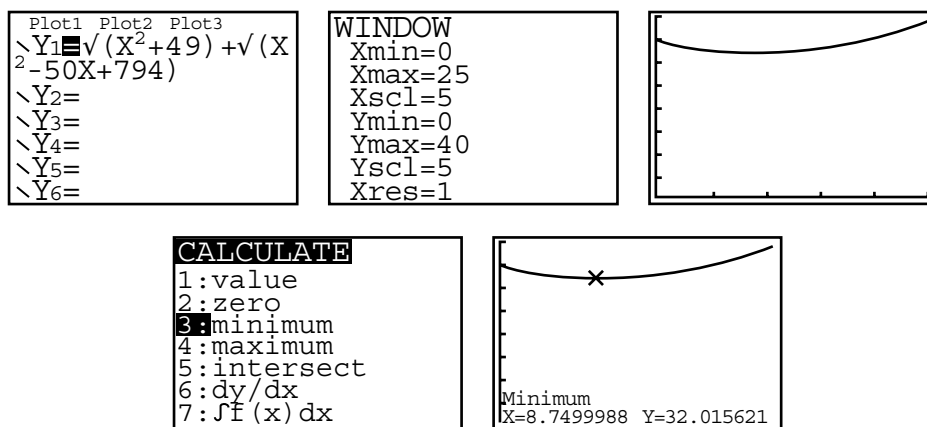 Plot1 Plot2 Plot3
\Y₁=√(X²+49)+√(X
²-50X+794)
\Y₂=
\Y₃=
\Y₄=
\Y₅=
\Y₆=
WINDOW
Xmin=0
Xmax=25
Xscl=5
Ymin=0
Ymax=40
Yscl=5
Xres=1
CALCULATE
1:value
2:zero
3:minimum
4:maximum
5:intersect
6:dy/dx
7:∫f(x)dx
Minimum
X=8.7499988 Y=32.015621